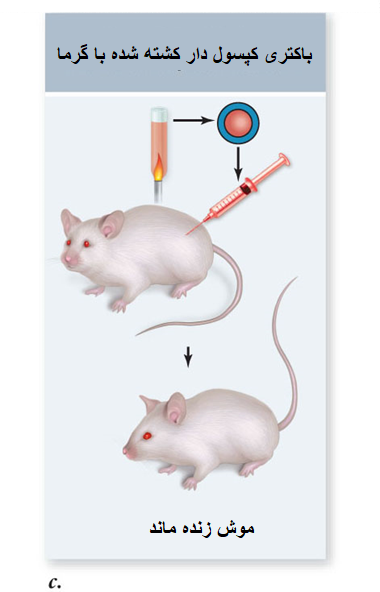 باکتری کپسول دار کشته شده با گرما
موش زنده ماند
c.